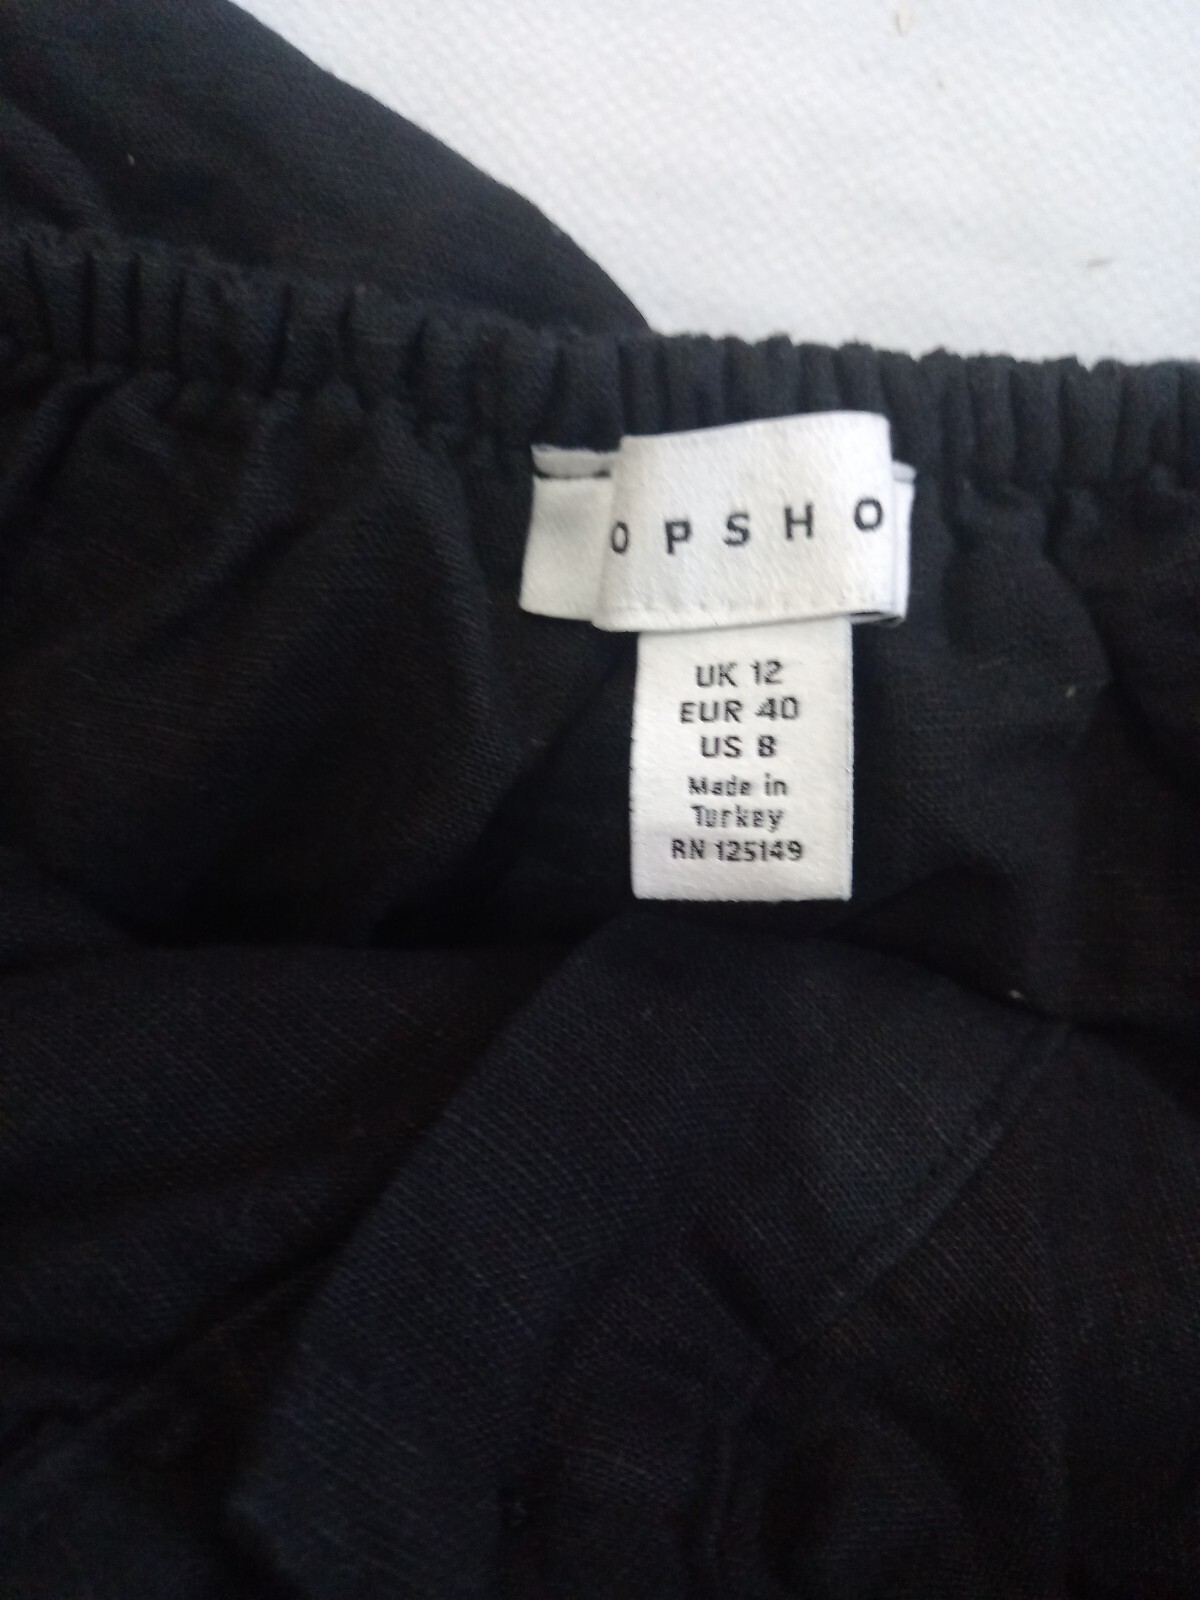 OPSHO
UK 12
EUR 40
US 8
Made in
Turkey
RN 125149